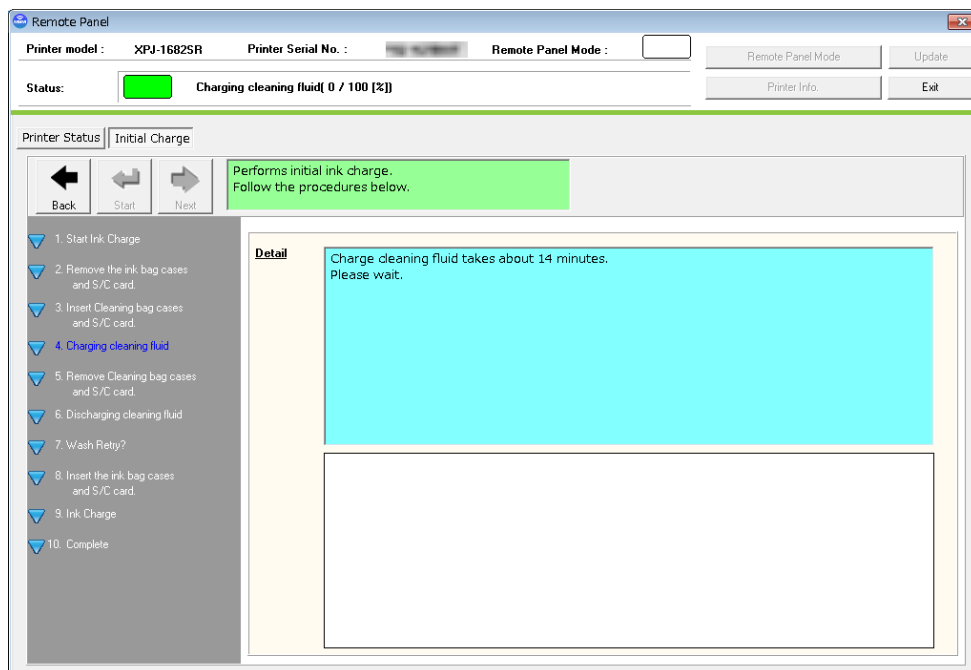 Remote Panel
Printer model : XPJ-1682SR Printer Serial No. : Remote Panel Mode :
Remote Panel Mode Update
Status: Charging cleaning fluid( 0 / 100 [%])
Printer Info. Exit
Printer Status Initial Charge
Back Start Next
Performs initial ink charge.
Follow the procedures below.
1. Start Ink Charge
2. Remove the ink bag cases
and S/C card.
3. Insert Cleaning bag cases
and S/C card.
4. Charging cleaning fluid
5. Remove Cleaning bag cases
and S/C card.
6. Discharging cleaning fluid
7. Wash Retry?
8. Insert the ink bag cases
and S/C card.
9. Ink Charge
10. Complete
Detail
Charge cleaning fluid takes about 14 minutes.
Please wait.